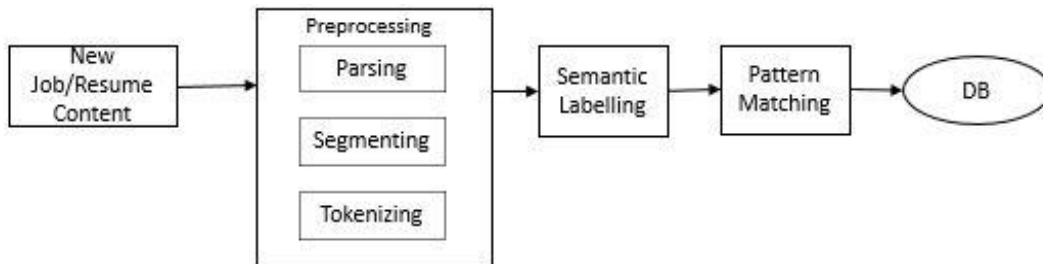 New
Job/Resume
Content
Preprocessing
Parsing
Segmenting
Tokenizing
Semantic
Labelling
Pattern
Matching
DB